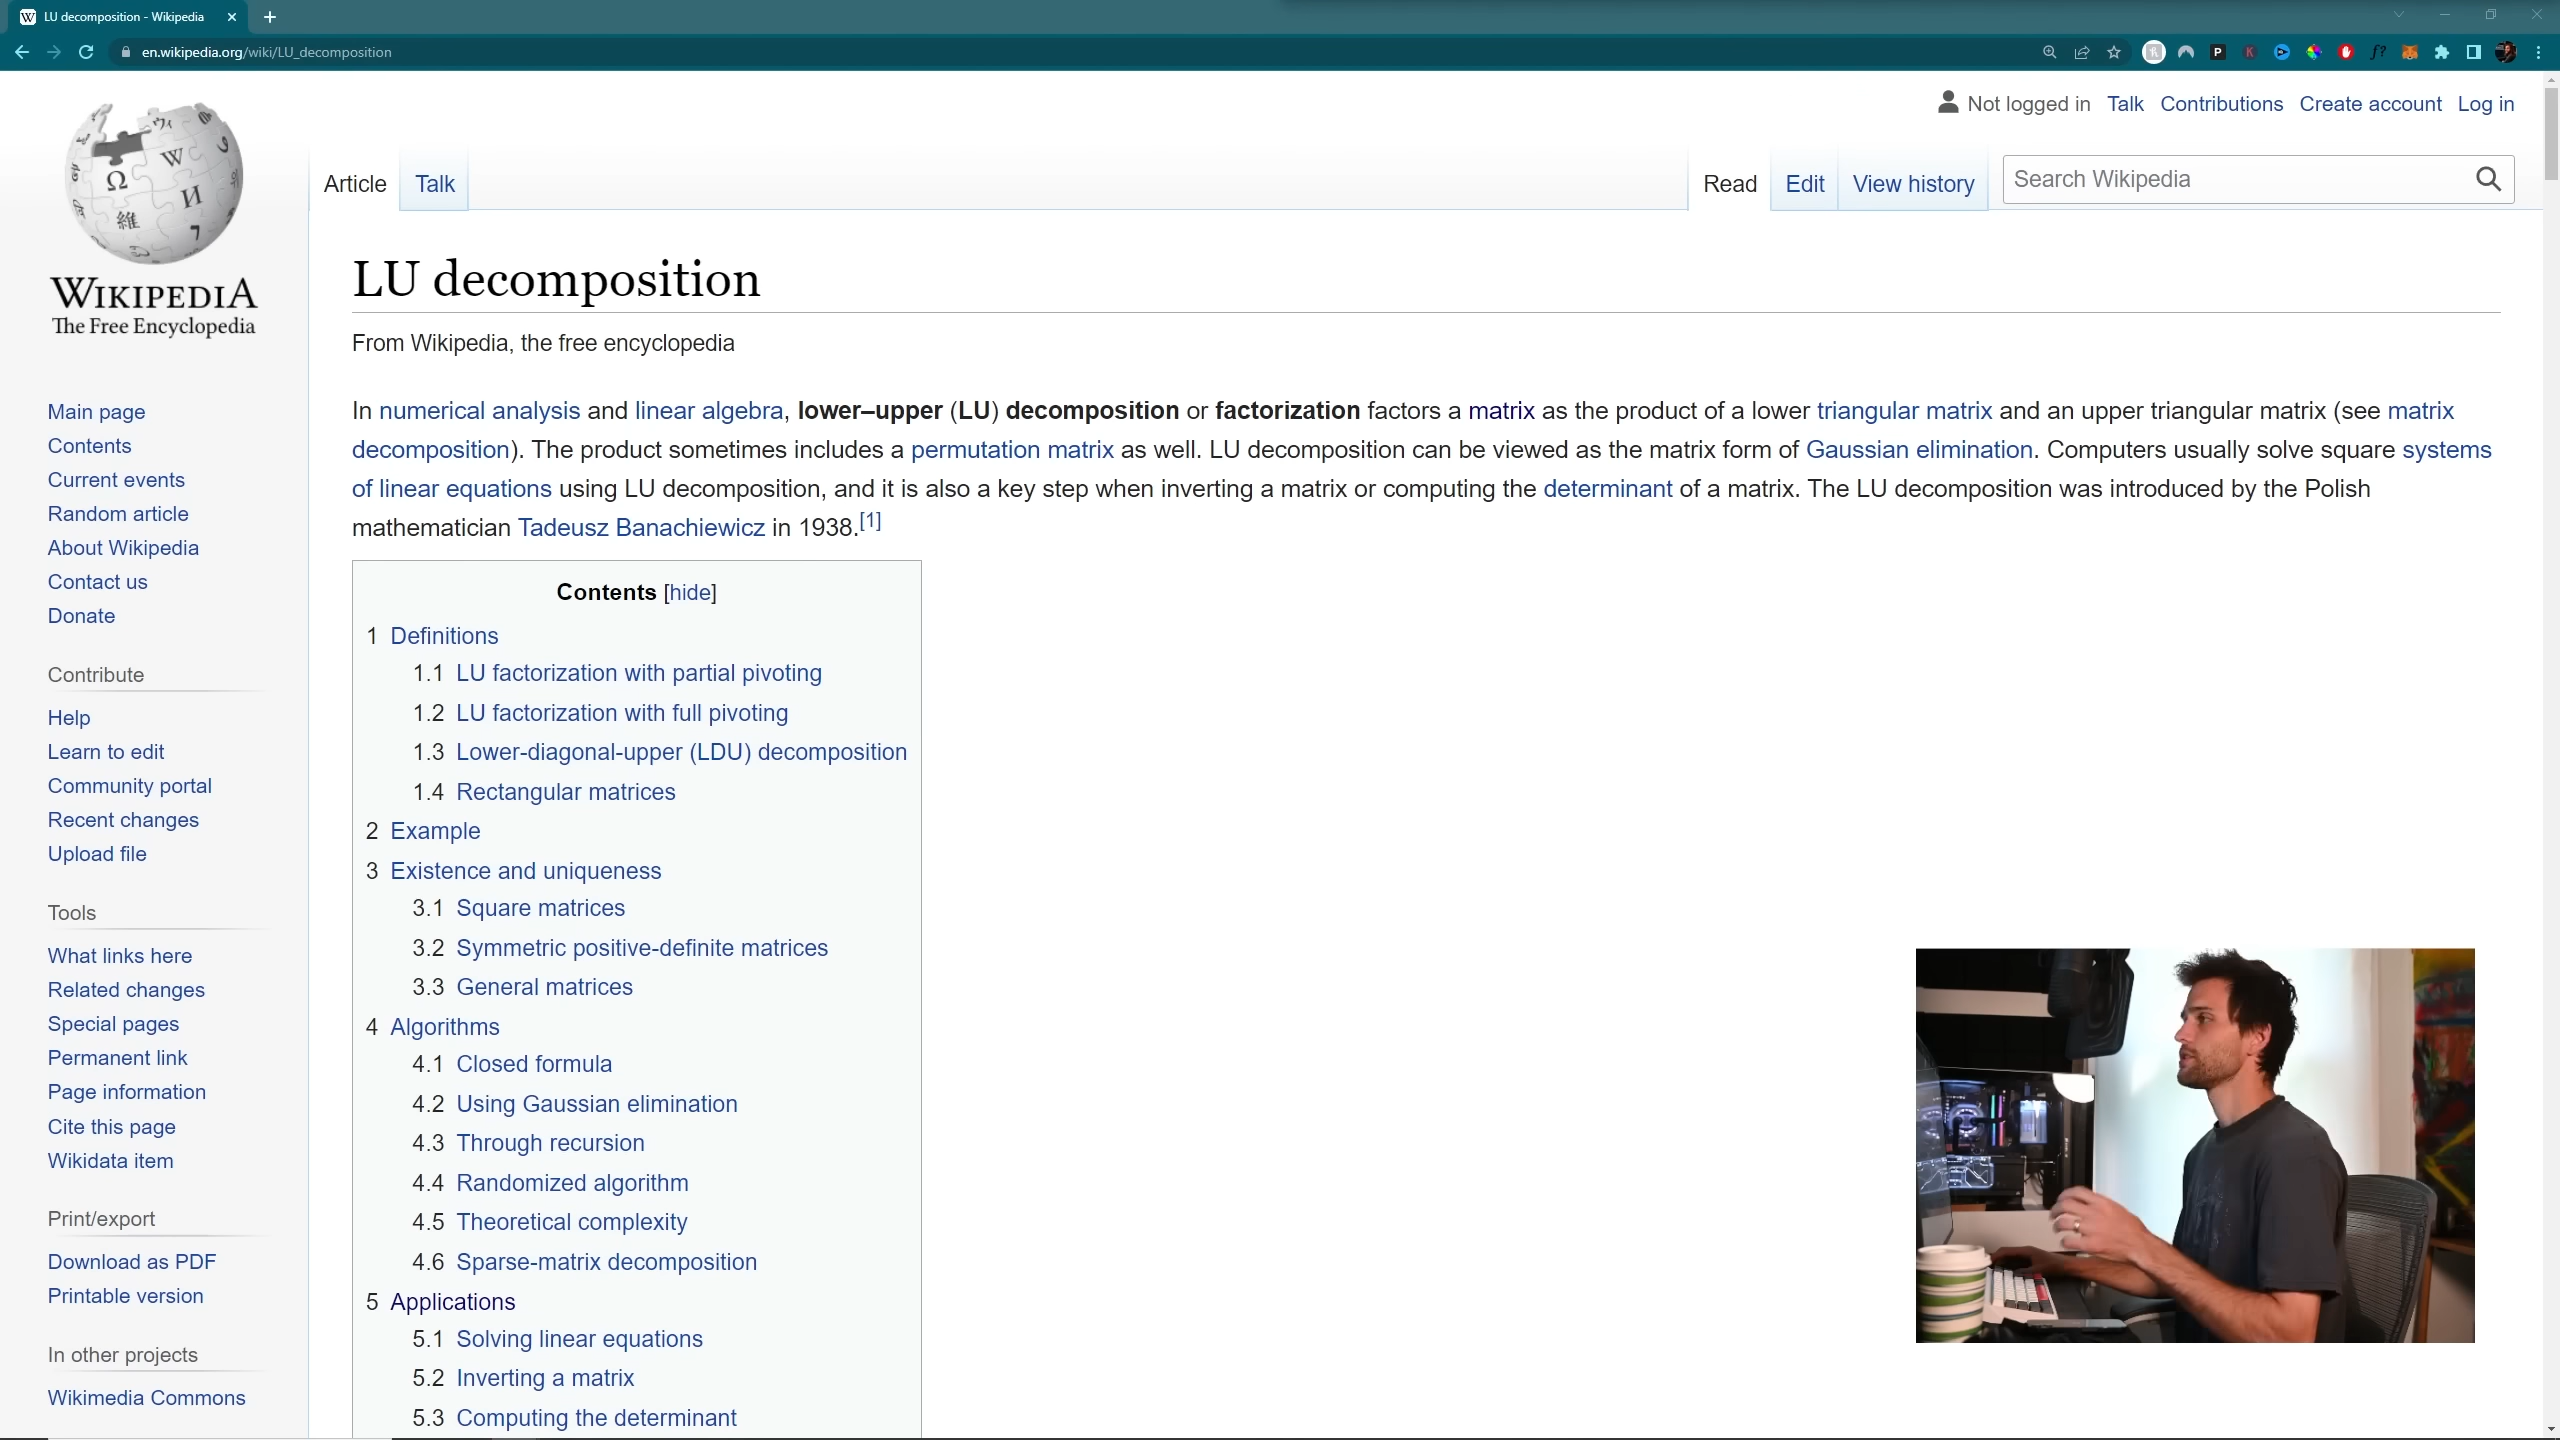 LU decomposition - Wikipedia
en.wikipedia.org/wiki/LU_decomposition
Not logged in Talk Contributions Create account Log in
Article Talk Read Edit View history Search Wikipedia
WIKIPEDIA
The Free Encyclopedia
Main page
Contents
Current events
Random article
About Wikipedia
Contact us
Donate
Contribute
Help
Learn to edit
Community portal
Recent changes
Upload file
Tools
What links here
Related changes
Special pages
Permanent link
Page information
Cite this page
Wikidata item
Print/export
Download as PDF
Printable version
In other projects
Wikimedia Commons
LU decomposition
From Wikipedia, the free encyclopedia
In numerical analysis and linear algebra, lower–upper (LU) decomposition or factorization factors a matrix as the product of a lower triangular matrix and an upper triangular matrix (see matrix
decomposition). The product sometimes includes a permutation matrix as well. LU decomposition can be viewed as the matrix form of Gaussian elimination. Computers usually solve square systems
of linear equations using LU decomposition, and it is also a key step when inverting a matrix or computing the determinant of a matrix. The LU decomposition was introduced by the Polish
mathematician Tadeusz Banachiewicz in 1938.[1]
Contents [hide]
1 Definitions
1.1 LU factorization with partial pivoting
1.2 LU factorization with full pivoting
1.3 Lower-diagonal-upper (LDU) decomposition
1.4 Rectangular matrices
2 Example
3 Existence and uniqueness
3.1 Square matrices
3.2 Symmetric positive-definite matrices
3.3 General matrices
4 Algorithms
4.1 Closed formula
4.2 Using Gaussian elimination
4.3 Through recursion
4.4 Randomized algorithm
4.5 Theoretical complexity
4.6 Sparse-matrix decomposition
5 Applications
5.1 Solving linear equations
5.2 Inverting a matrix
5.3 Computing the determinant